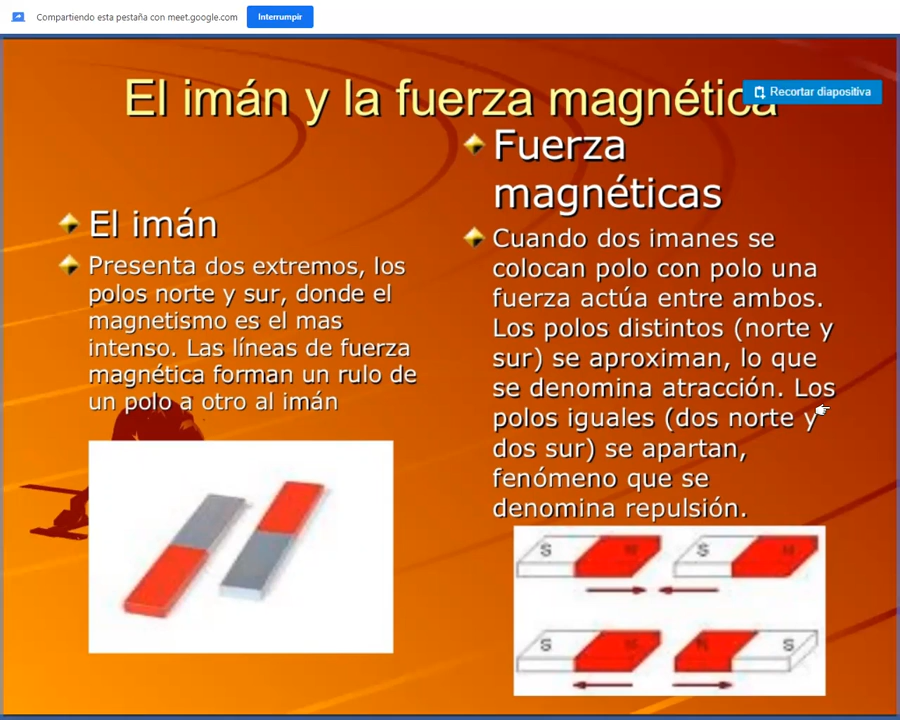 Compartiendo esta pestaña con meet.google.com
Interrumpir
El imán y la fuerza magnética
Recortar diapositiva
El imán
Presenta dos extremos, los
polos norte y sur, donde el
magnetismo es el mas
intenso. Las líneas de fuerza
magnética forman un rulo de
un polo a otro al imán
Fuerza
magnéticas
Cuando dos imanes se
colocan polo con polo una
fuerza actúa entre ambos.
Los polos distintos (norte y
sur) se aproximan, lo que
se denomina atracción. Los
polos iguales (dos norte y
dos sur) se apartan,
fenómeno que se
denomina repulsión.
S N S N
S N N S